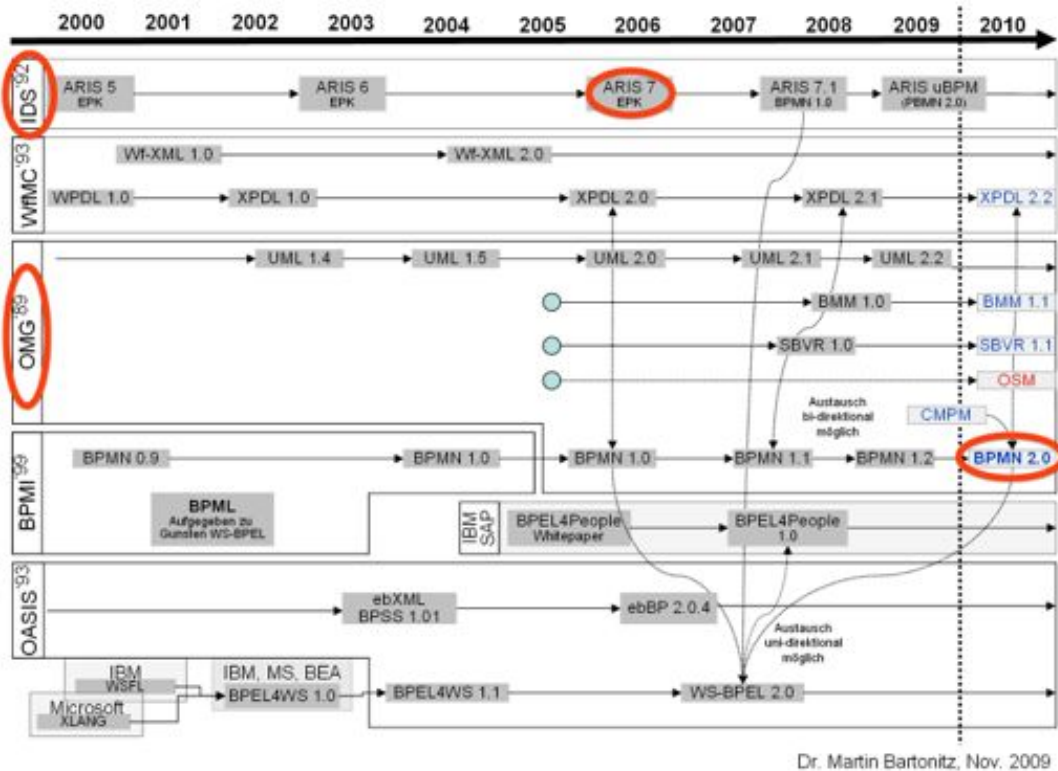 2000 2001 2002 2003 2004 2005 2006 2007 2008 2009 2010
IDS '92
ARIS 5
EPK
ARIS 6
EPK
ARIS 7
EPK
ARIS 7.1
BPMN 1.0
ARIS uBPM
(PBMN 2.0)
WfMC '93
Wf-XML 1.0
Wf-XML 2.0
WPDL 1.0
XPDL 1.0
XPDL 2.0
XPDL 2.1
XPDL 2.2
OMG '89
UML 1.4
UML 1.5
UML 2.0
UML 2.1
UML 2.2
BMM 1.0
BMM 1.1
SBVR 1.0
SBVR 1.1
OSM
Austausch
bi-direktional
möglich
CMPM
BPMI '99
BPMN 0.9
BPMN 1.0
BPMN 1.0
BPMN 1.1
BPMN 1.2
BPMN 2.0
BPML
Aufgegeben zu
Gunsten WS-BPEL
IBM
SAP
BPEL4People
Whitepaper
BPEL4People
1.0
OASIS '93
ebXML
BPSS 1.01
ebBP 2.0.4
Austausch
uni-direktional
möglich
IBM
WSFL
Microsoft
XLANG
IBM, MS, BEA
BPEL4WS 1.0
BPEL4WS 1.1
WS-BPEL 2.0
Dr. Martin Bartonitz, Nov. 2009